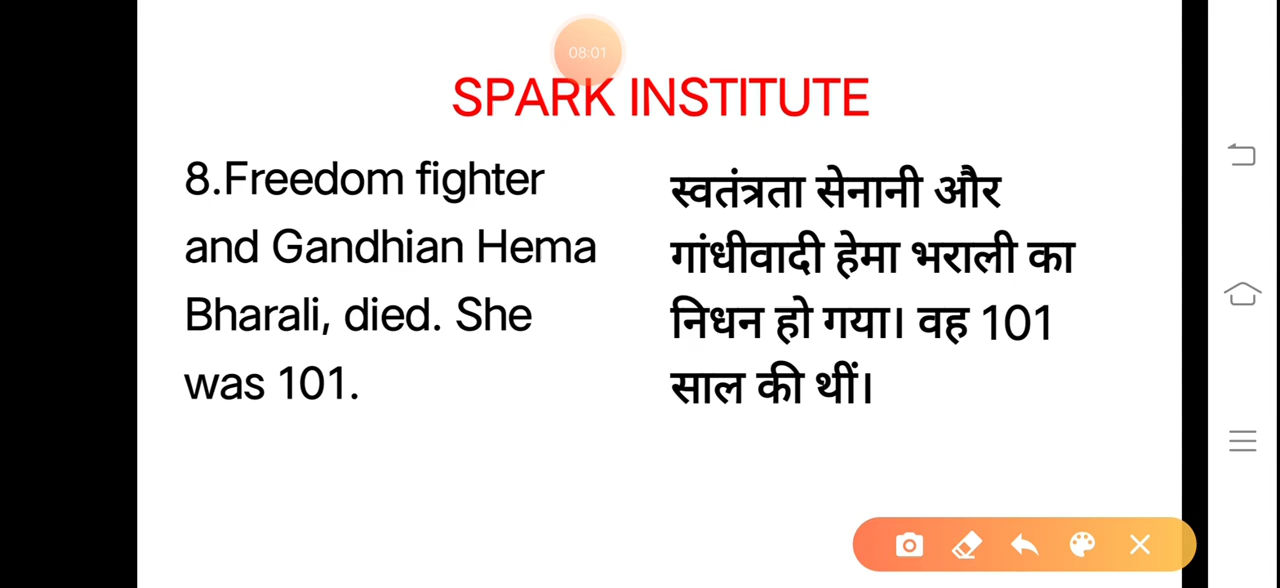 08:01
SPARK INSTITUTE
8.Freedom fighter
and Gandhian Hema
Bharali, died. She
was 101.
स्वतंत्रता सेनानी और
गांधीवादी हेमा भराली का
निधन हो गया। वह 101
साल की थीं।